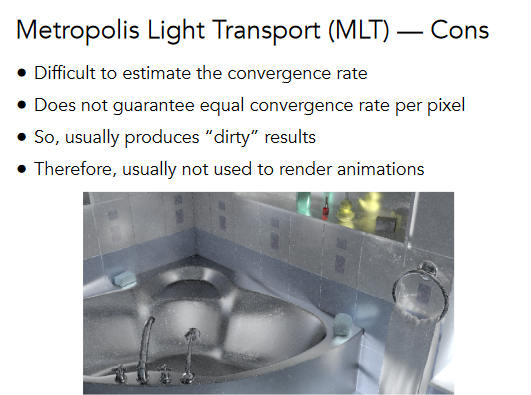 Metropolis Light Transport (MLT) — Cons
• Difficult to estimate the convergence rate
• Does not guarantee equal convergence rate per pixel
• So, usually produces “dirty” results
• Therefore, usually not used to render animations